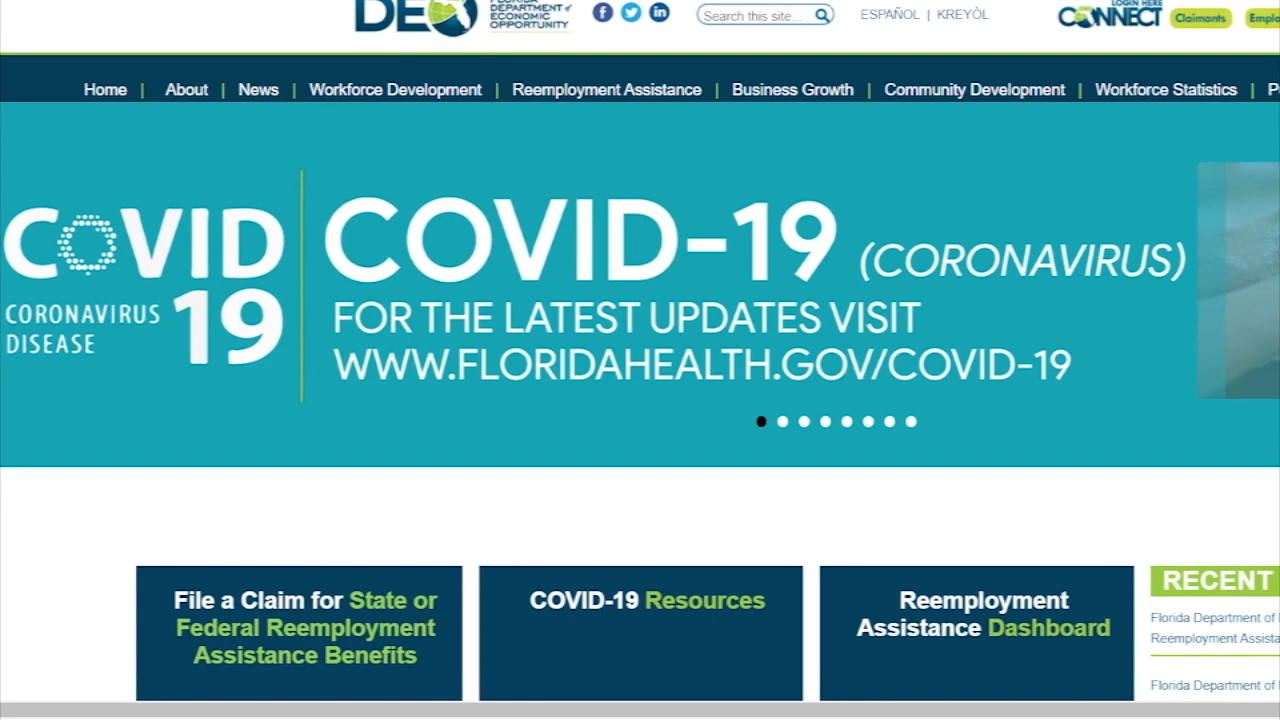 DEO
FLORIDA
DEPARTMENT of
ECONOMIC
OPPORTUNITY
Search this site...
ESPAÑOL | KREYÒL
LOGIN HERE
CONNECT
Claimants
Home | About | News | Workforce Development | Reemployment Assistance | Business Growth | Community Development | Workforce Statistics |
COVID
CORONAVIRUS
DISEASE
19
COVID-19 (CORONAVIRUS)
FOR THE LATEST UPDATES VISIT
WWW.FLORIDAHEALTH.GOV/COVID-19
File a Claim for State or
Federal Reemployment
Assistance Benefits
COVID-19 Resources
Reemployment
Assistance Dashboard
RECENT
Florida Department of
Reemployment Assista
Florida Department of